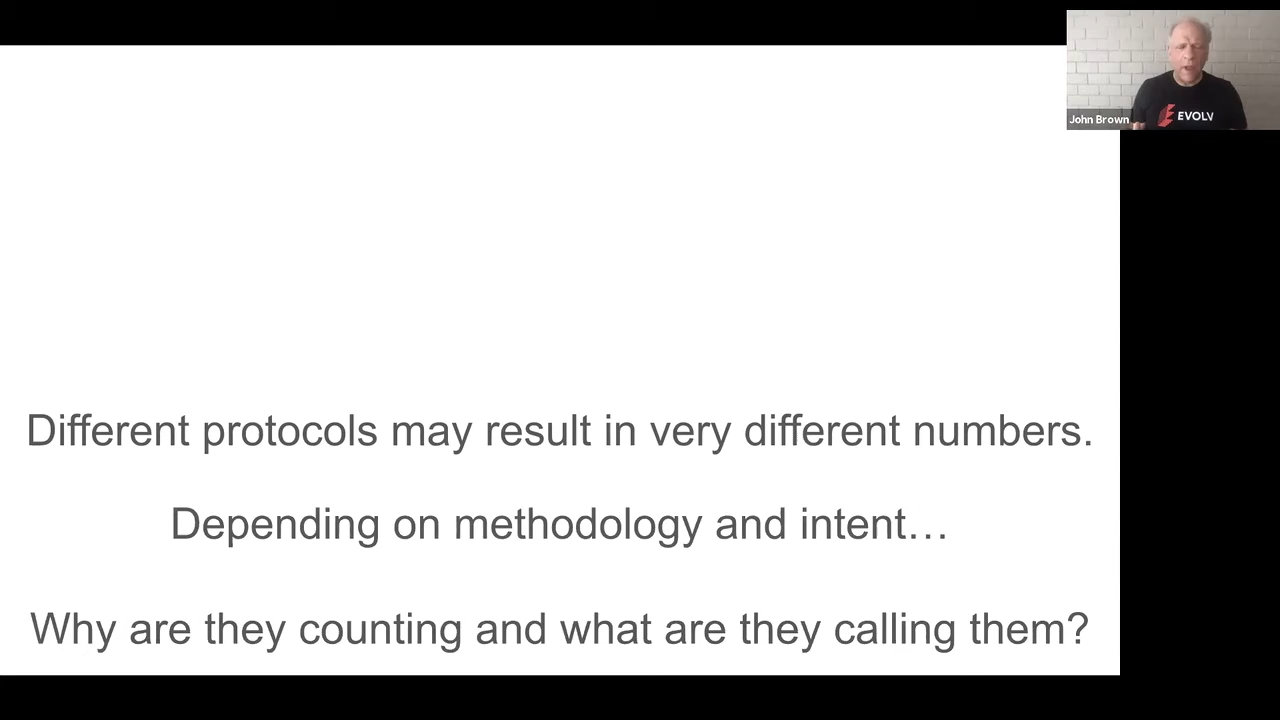 EVOLV
John Brown
Different protocols may result in very different numbers.
Depending on methodology and intent…
Why are they counting and what are they calling them?